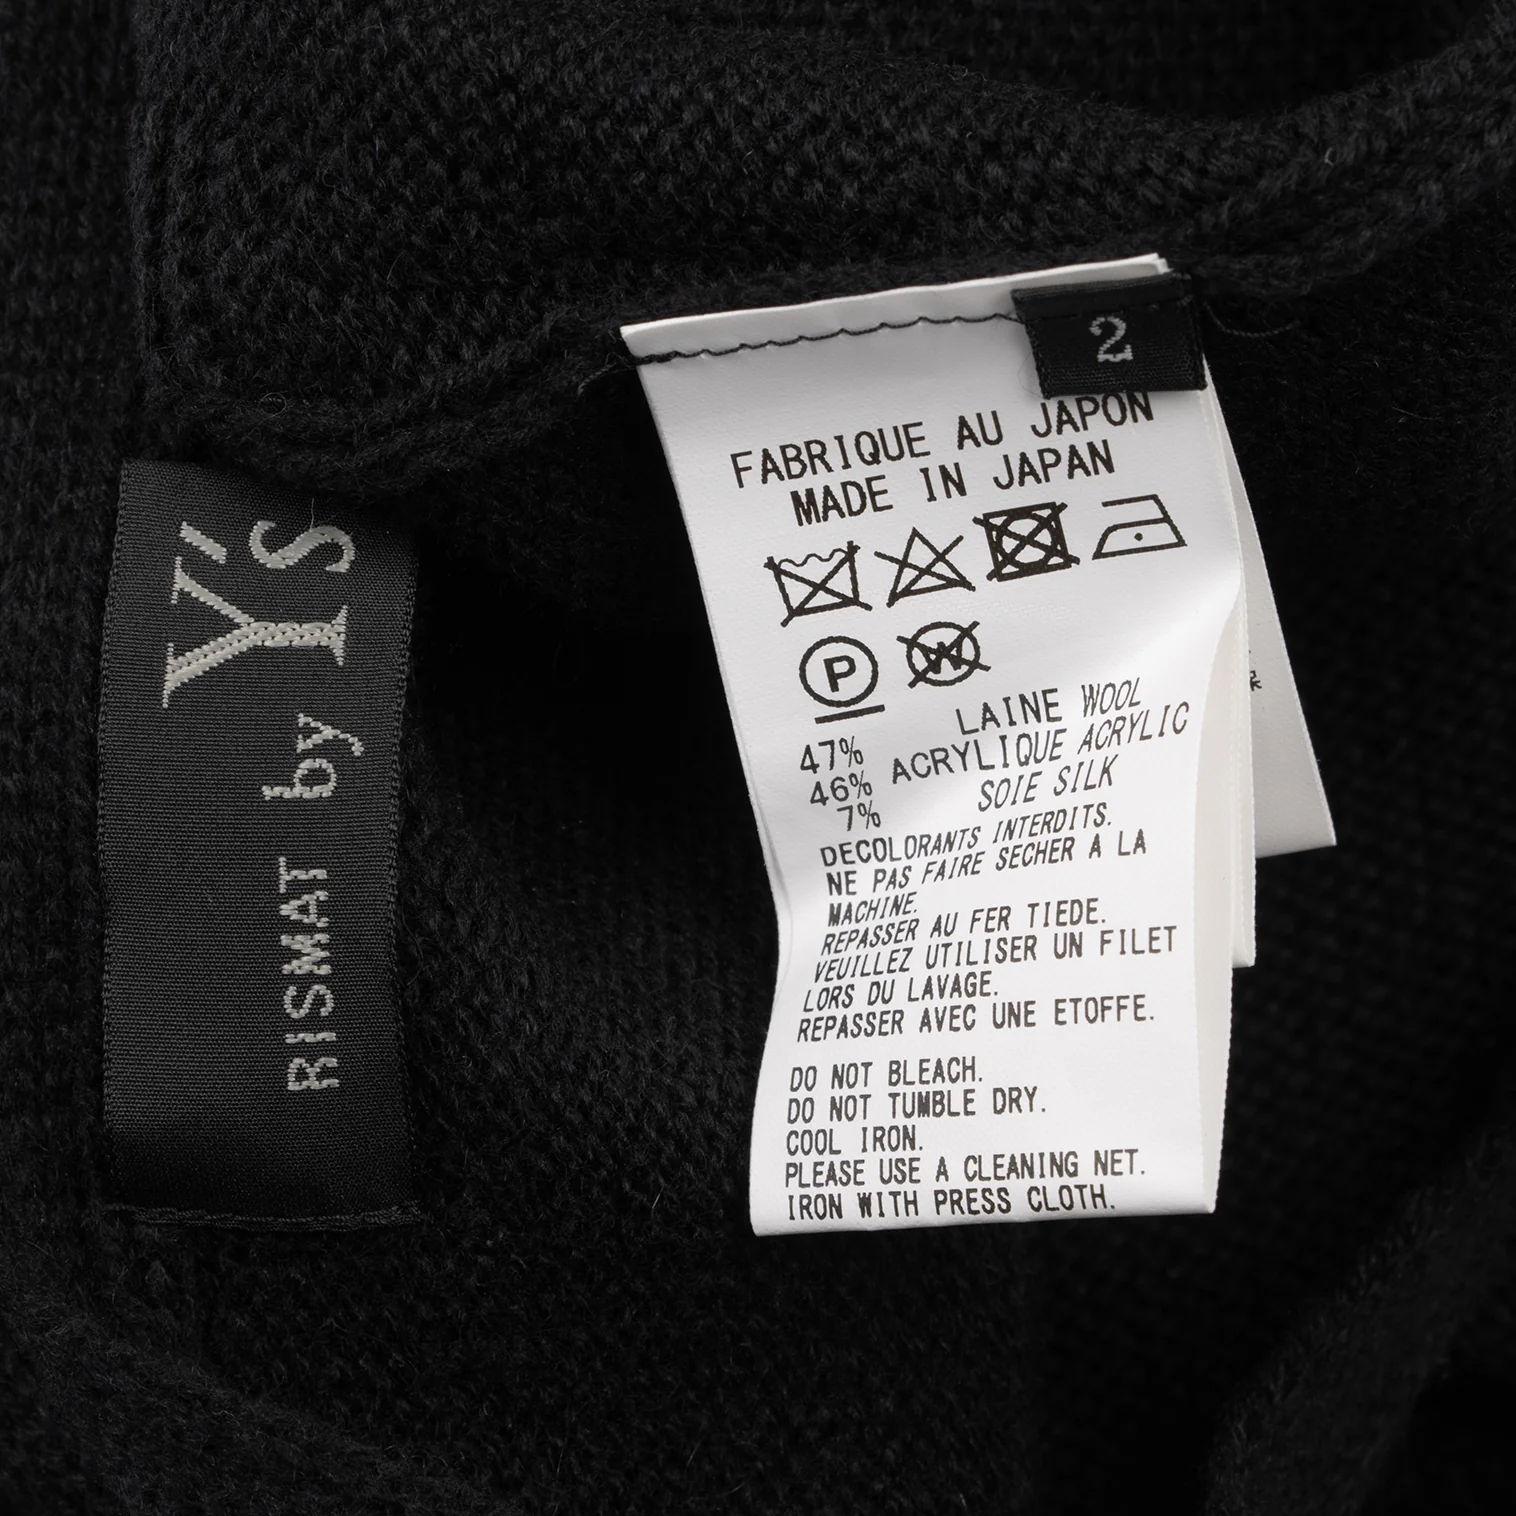 Y's
RISMAT by
2
FABRIQUE AU JAPON
MADE IN JAPAN
P
W
47% LAINE WOOL
46% ACRYLIQUE ACRYLIC
7% SOIE SILK
DECOLORANTS INTERDITS.
NE PAS FAIRE SECHER A LA
MACHINE.
REPASSER AU FER TIEDE.
VEUILLEZ UTILISER UN FILET
LORS DU LAVAGE.
REPASSER AVEC UNE ETOFFE.
DO NOT BLEACH.
DO NOT TUMBLE DRY.
COOL IRON.
PLEASE USE A CLEANING NET.
IRON WITH PRESS CLOTH.